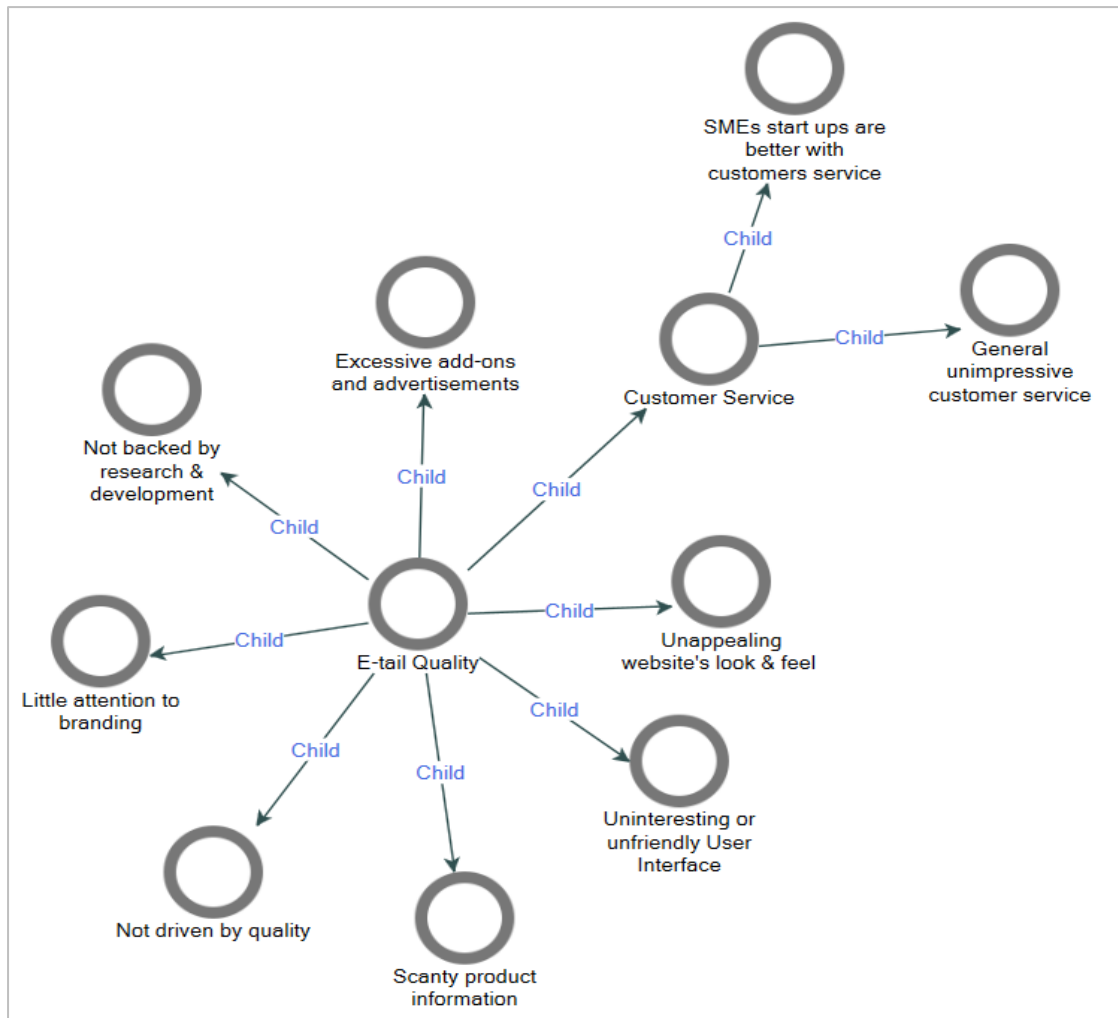 SMEs start ups are
better with
customers service
Child
General
unimpressive
customer service
Child
Customer Service
Excessive add-ons
and advertisements
Not backed by
research &
development
Child
Child
Child
E-tail Quality
Child
Unappealing
website's look & feel
Child
Little attention to
branding
Child
Uninteresting or
unfriendly User
Interface
Child
Child
Not driven by quality
Scanty product
information